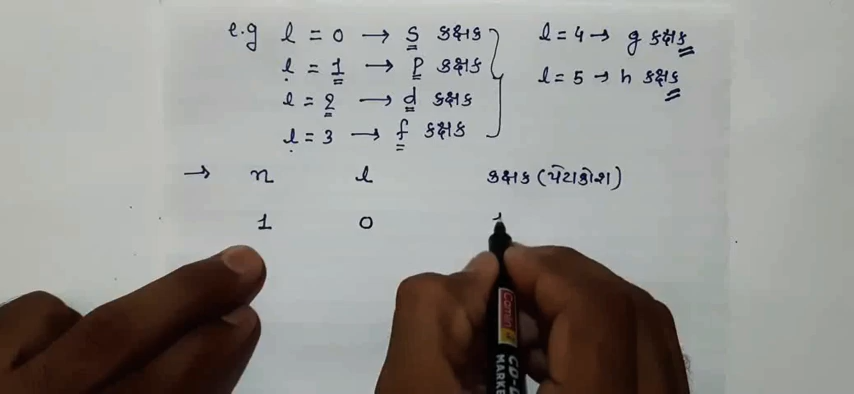 e.g l = 0 → s કક્ષક l = 4 → g કક્ષક
l = 1 → p કક્ષક l = 5 → h કક્ષક
l = 2 → d કક્ષક
l = 3 → f કક્ષક
→ n l કક્ષક (પેટાકોશ)
1 0